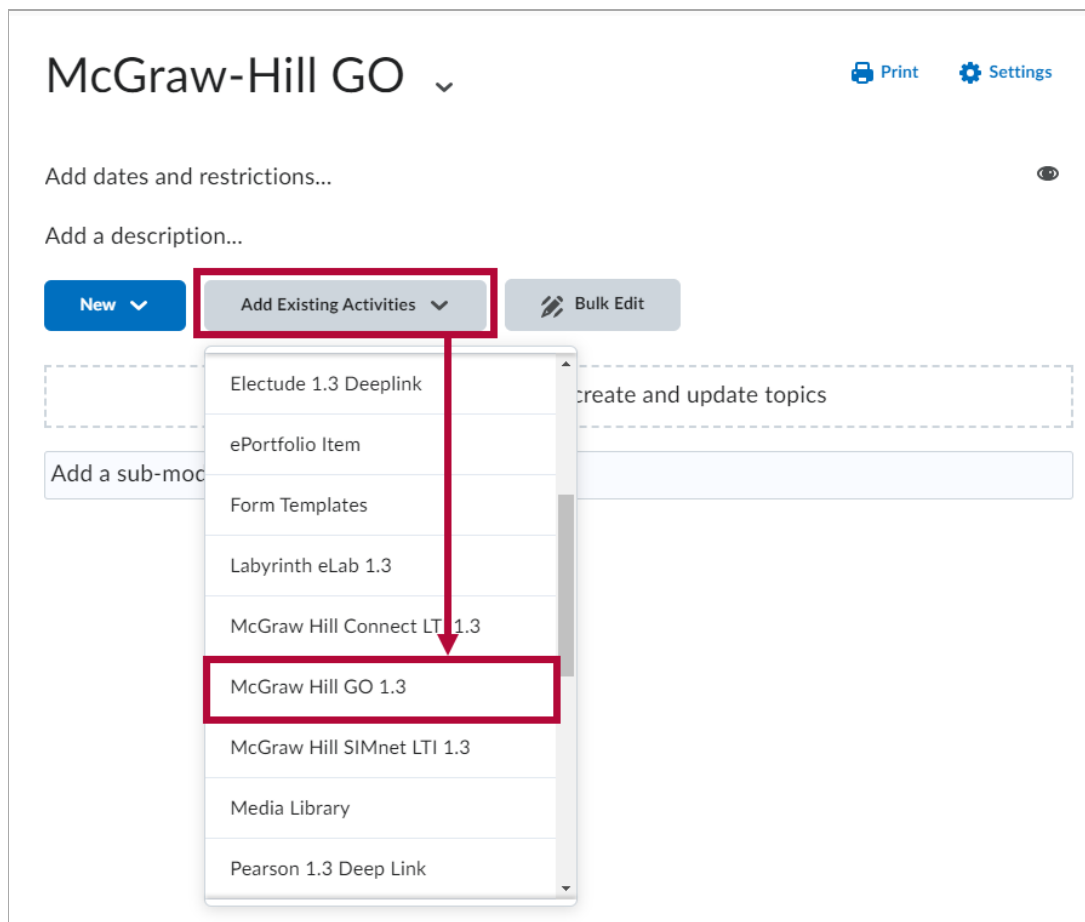 McGraw-Hill GO
Print
Settings
Add dates and restrictions...
Add a description...
New
Add Existing Activities
Bulk Edit
Electude 1.3 Deeplink
create and update topics
ePortfolio Item
Add a sub-mod
Form Templates
Labyrinth eLab 1.3
McGraw Hill Connect LTI 1.3
McGraw Hill GO 1.3
McGraw Hill SIMnet LTI 1.3
Media Library
Pearson 1.3 Deep Link